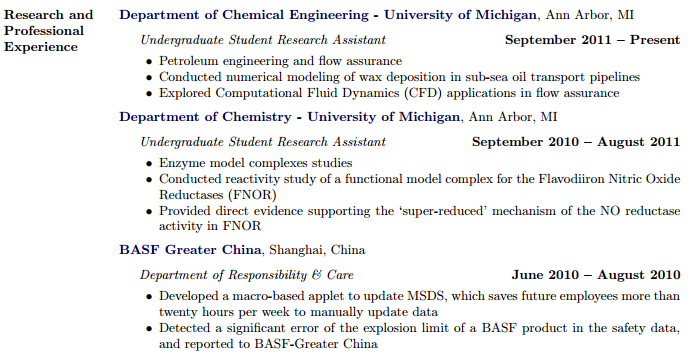 Research and Professional Experience
Department of Chemical Engineering - University of Michigan, Ann Arbor, MI
Undergraduate Student Research Assistant September 2011 – Present
• Petroleum engineering and flow assurance
• Conducted numerical modeling of wax deposition in sub-sea oil transport pipelines
• Explored Computational Fluid Dynamics (CFD) applications in flow assurance
Department of Chemistry - University of Michigan, Ann Arbor, MI
Undergraduate Student Research Assistant September 2010 – August 2011
• Enzyme model complexes studies
• Conducted reactivity study of a functional model complex for the Flavodiiron Nitric Oxide
Reductases (FNOR)
• Provided direct evidence supporting the ‘super-reduced’ mechanism of the NO reductase
activity in FNOR
BASF Greater China, Shanghai, China
Department of Responsibility & Care June 2010 – August 2010
• Developed a macro-based applet to update MSDS, which saves future employees more than
twenty hours per week to manually update data
• Detected a significant error of the explosion limit of a BASF product in the safety data,
and reported to BASF-Greater China